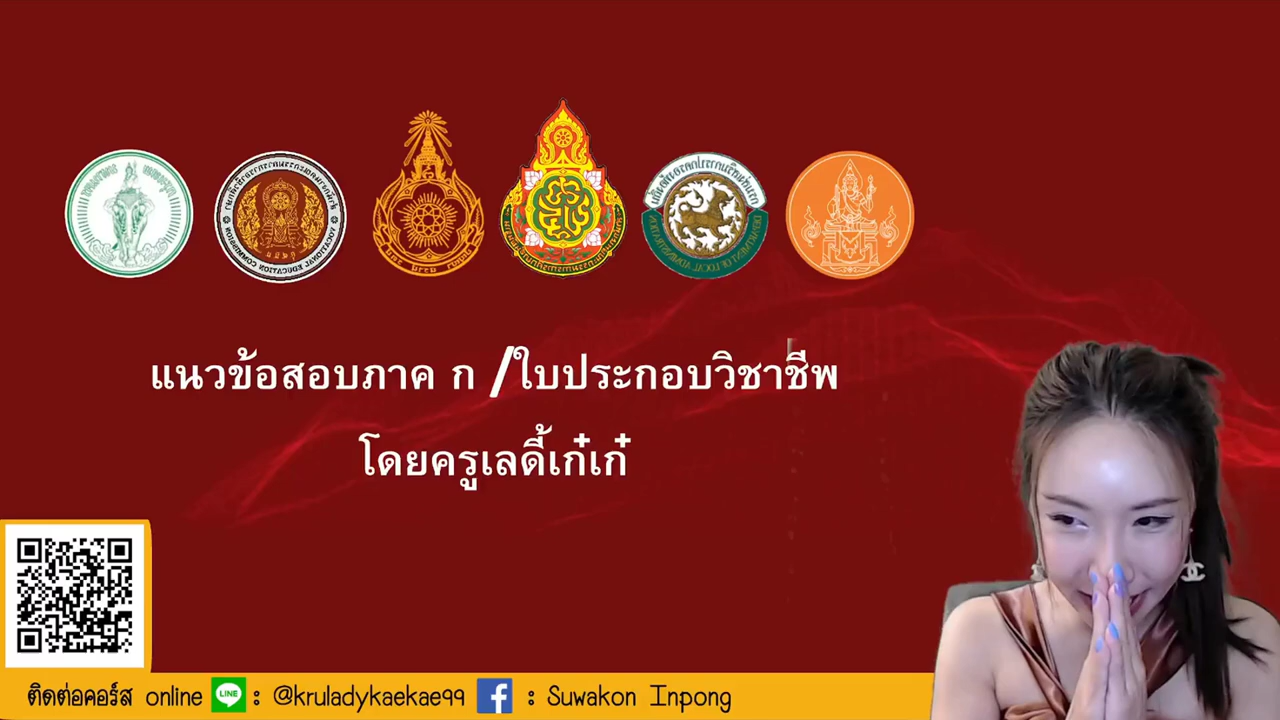 แนวข้อสอบภาค ก /ใบประกอบวิชาชีพ
โดยครูเลดี้เก๋เก๋
ติดต่อคอร์ส online LINE : @kruladykaekae99 f : Suwakon Inpong